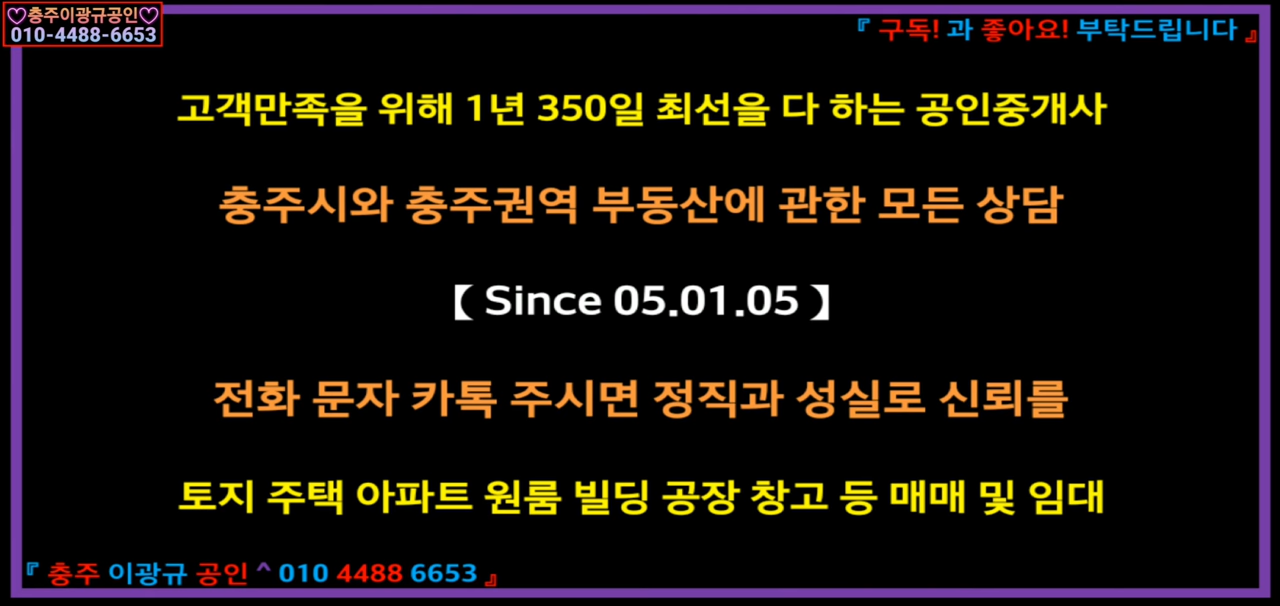 ♡충주이광규공인♡
010-4488-6653
『 구독! 과 좋아요! 부탁드립니다 』
고객만족을 위해 1년 350일 최선을 다 하는 공인중개사
충주시와 충주권역 부동산에 관한 모든 상담
【 Since 05.01.05 】
전화 문자 카톡 주시면 정직과 성실로 신뢰를
토지 주택 아파트 원룸 빌딩 공장 창고 등 매매 및 임대
『 충주 이광규 공인 ^ 010 4488 6653 』